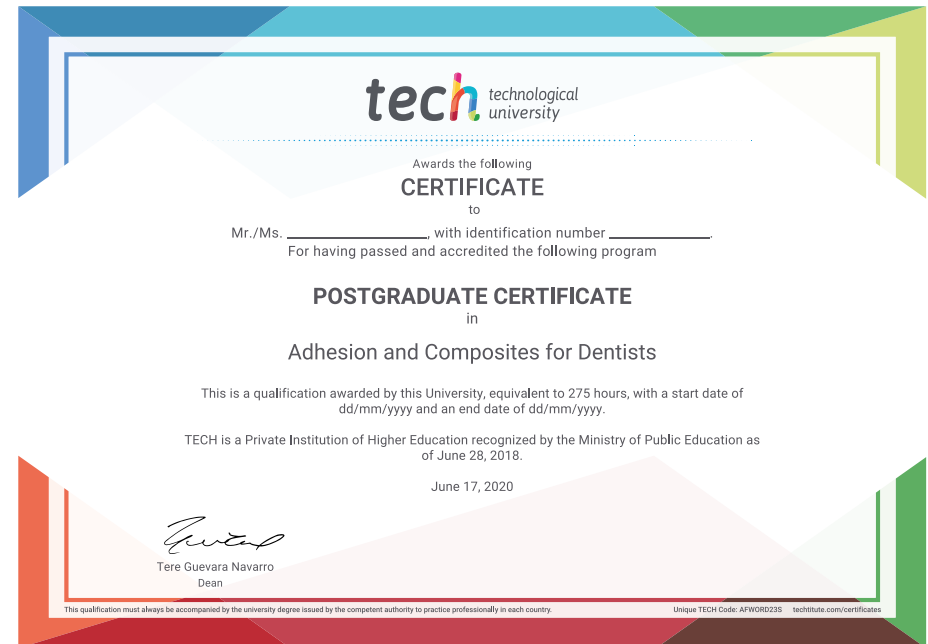 tech technological
university
Awards the following
CERTIFICATE
to
Mr./Ms. ____________, with identification number _________.
For having passed and accredited the following program
POSTGRADUATE CERTIFICATE
in
Adhesion and Composites for Dentists
This is a qualification awarded by this University, equivalent to 275 hours, with a start date of
dd/mm/yyyy and an end date of dd/mm/yyyy.
TECH is a Private Institution of Higher Education recognized by the Ministry of Public Education as
of June 28, 2018.
June 17, 2020
Tere Guevara Navarro
Dean
This qualification must always be accompanied by the university degree issued by the competent authority to practice professionally in each country.
Unique TECH Code: AFWORD23S techtitute.com/certificates